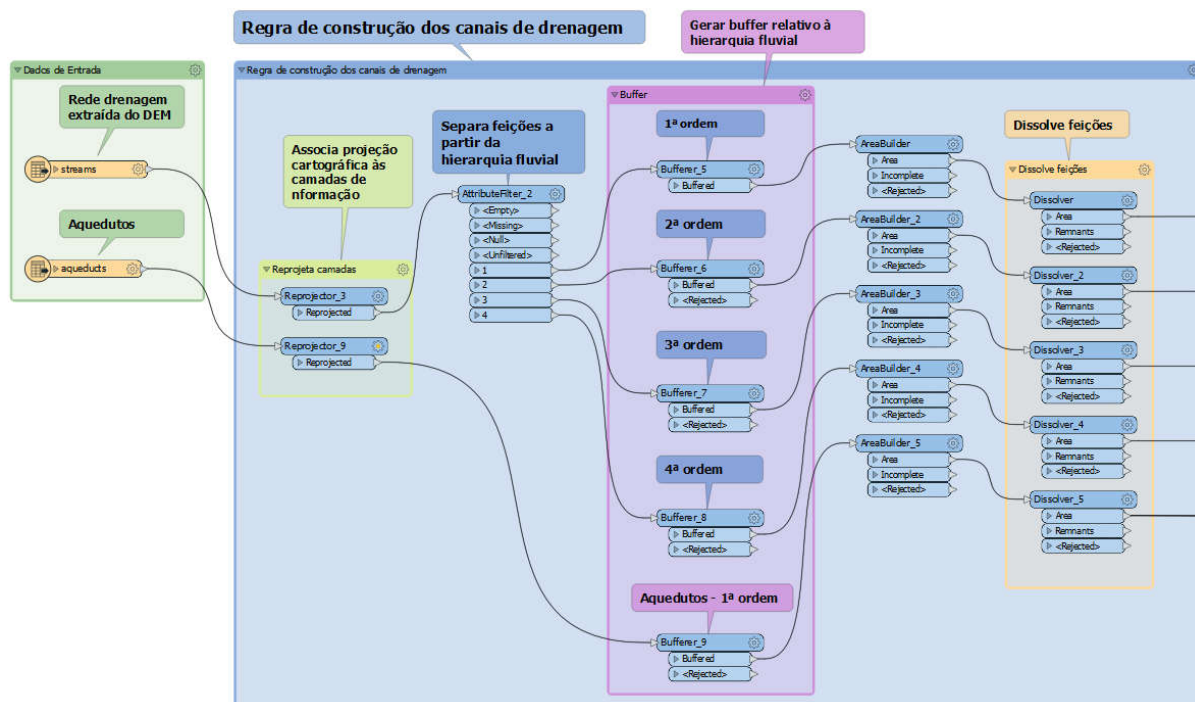 Regra de construção dos canais de drenagem
Gerar buffer relativo à
hierarquia fluvial
Dados de Entrada
Rede drenagem
extraída do DEM
streams
Aquedutos
aqueducts
Regra de construção dos canais de drenagem
Associa projeção
cartográfica às
camadas de
nformação
Reprojeta camadas
Reprojector_3
Reprojected
Reprojector_9
Reprojected
Separa feições a
partir da
hierarquia fluvial
AttributeFilter_2
<Empty>
<Missing>
<Null>
<Unfiltered>
1
2
3
4
Buffer
1ª ordem
Bufferer_5
Buffered
2ª ordem
Bufferer_6
Buffered
<Rejected>
3ª ordem
Bufferer_7
Buffered
<Rejected>
4ª ordem
Bufferer_8
Buffered
<Rejected>
Aquedutos - 1ª ordem
Bufferer_9
Buffered
<Rejected>
AreaBuilder
Area
Incomplete
<Rejected>
AreaBuilder_2
Area
Incomplete
<Rejected>
AreaBuilder_3
Area
Incomplete
<Rejected>
AreaBuilder_4
Area
Incomplete
<Rejected>
AreaBuilder_5
Area
Incomplete
<Rejected>
Dissolve feições
Dissolve feições
Dissolver
Area
Remnants
<Rejected>
Dissolver_2
Area
Remnants
<Rejected>
Dissolver_3
Area
Remnants
<Rejected>
Dissolver_4
Area
Remnants
<Rejected>
Dissolver_5
Area
Remnants
<Rejected>